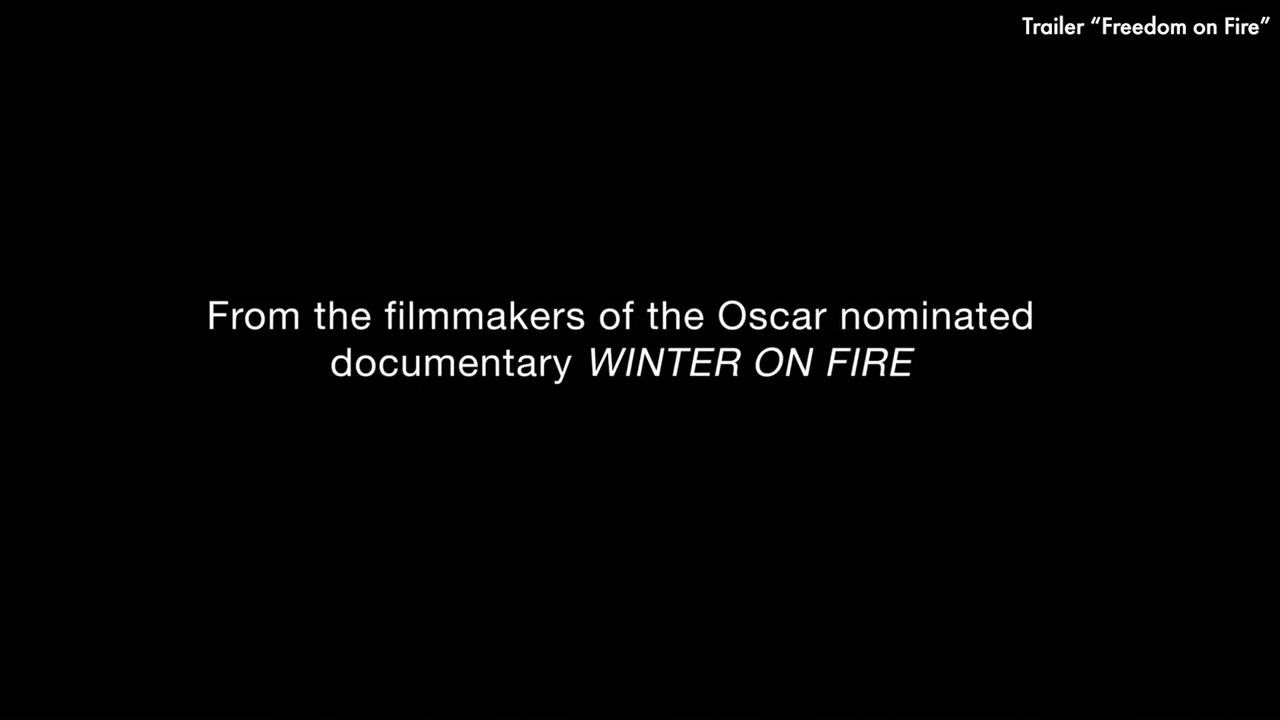 Trailer “Freedom on Fire”
From the filmmakers of the Oscar nominated
documentary WINTER ON FIRE